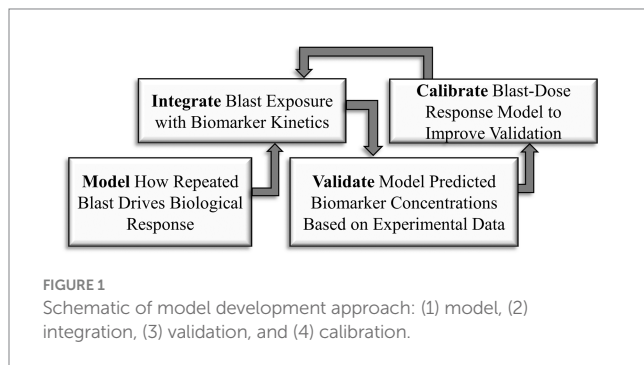 Integrate Blast Exposure
with Biomarker Kinetics
Calibrate Blast-Dose
Response Model to
Improve Validation
Model How Repeated
Blast Drives Biological
Response
Validate Model Predicted
Biomarker Concentrations
Based on Experimental Data
FIGURE 1
Schematic of model development approach: (1) model, (2)
integration, (3) validation, and (4) calibration.